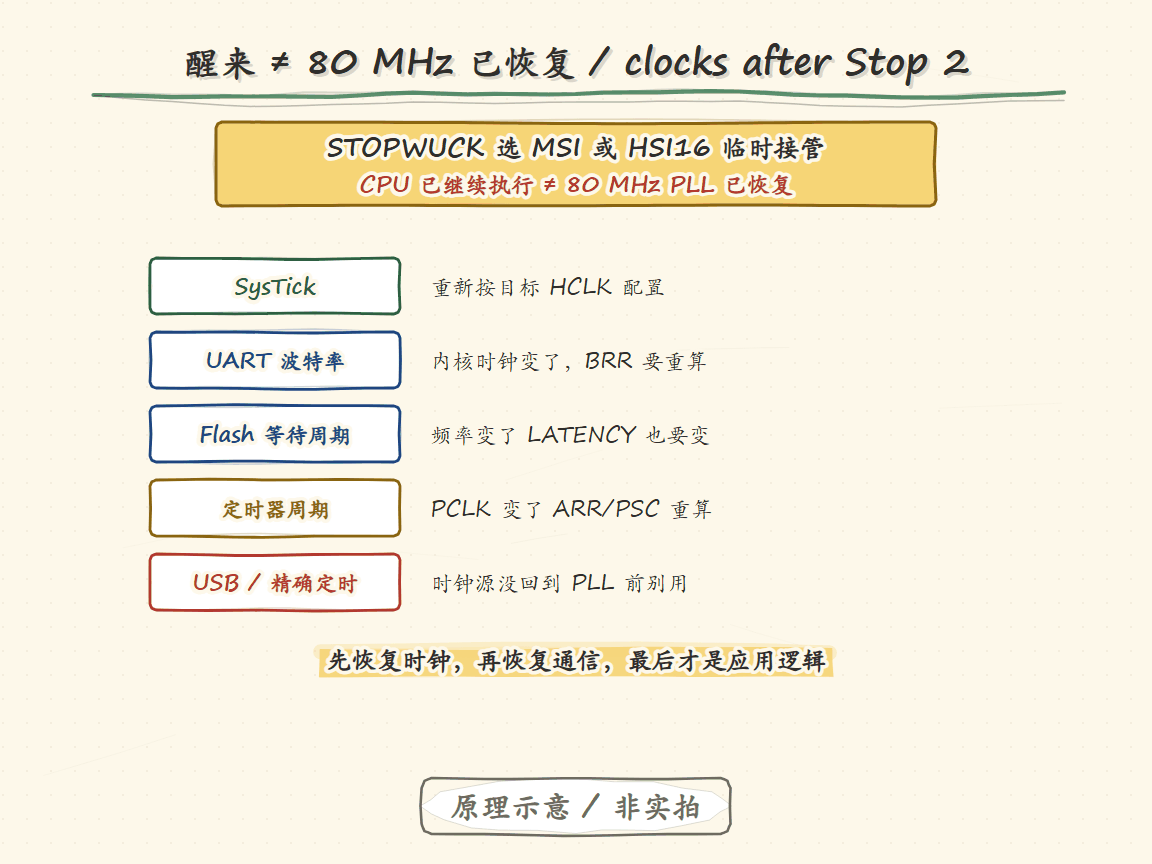 醒来 ≠ 80 MHz 已恢复 / clocks after Stop 2
STOPWUCK 选 MSI 或 HSI16 临时接管
CPU 已继续执行 ≠ 80 MHz PLL 已恢复
SysTick 重新按目标 HCLK 配置
UART 波特率 内核时钟变了，BRR 要重算
Flash 等待周期 频率变了 LATENCY 也要变
定时器周期 PCLK 变了 ARR/PSC 重算
USB / 精确定时 时钟源没回到 PLL 前别用
先恢复时钟，再恢复通信，最后才是应用逻辑
原理示意 / 非实拍